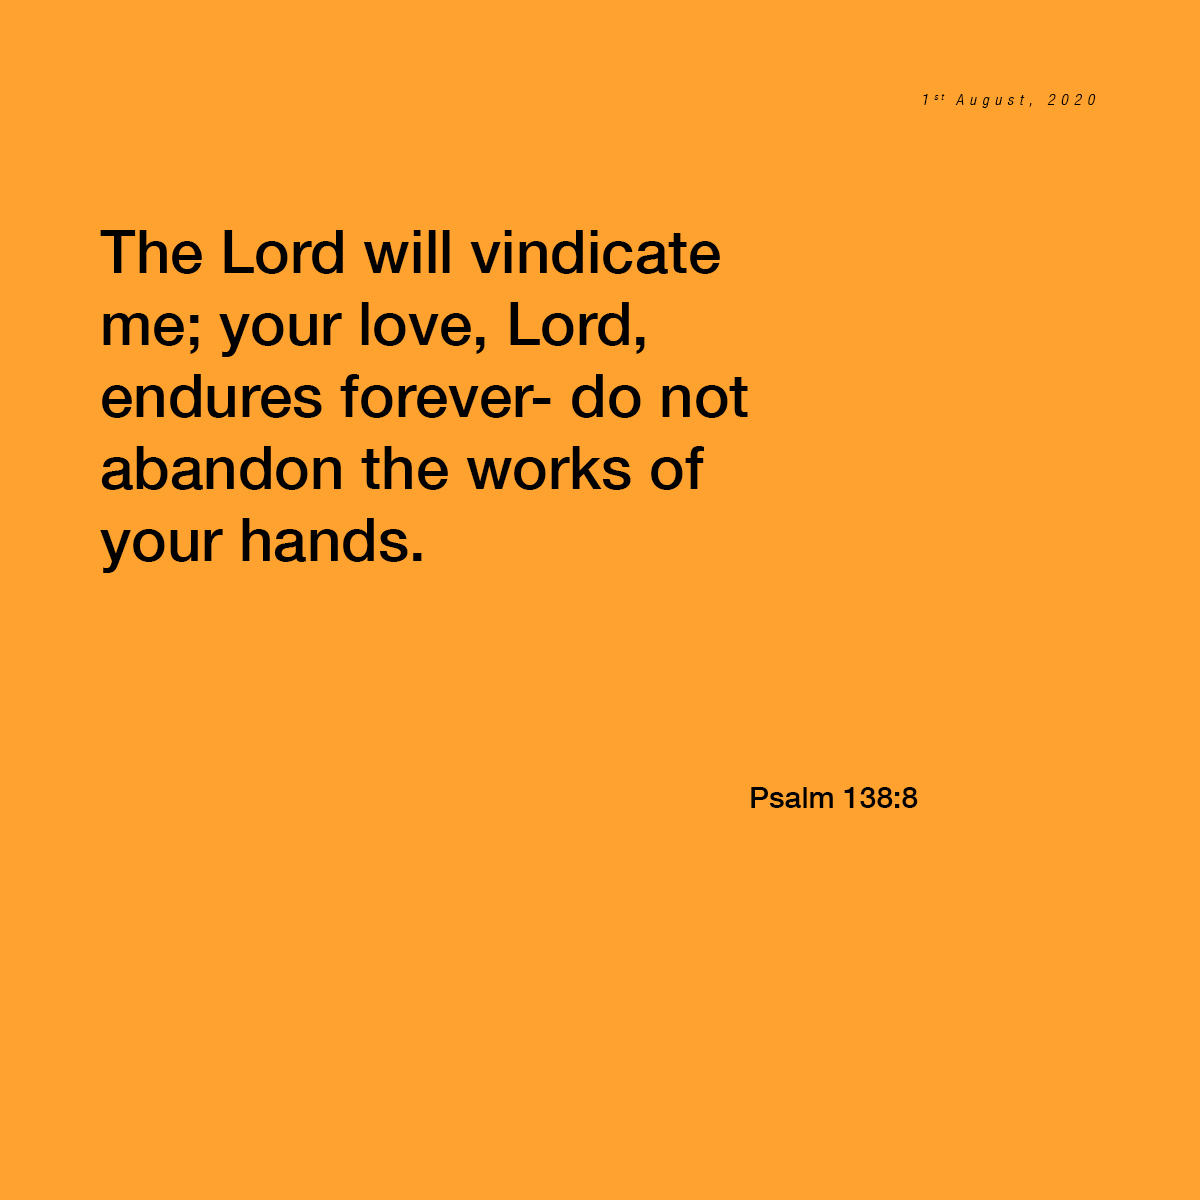 1st August, 2020
The Lord will vindicate
me; your love, Lord,
endures forever- do not
abandon the works of
your hands.
Psalm 138:8